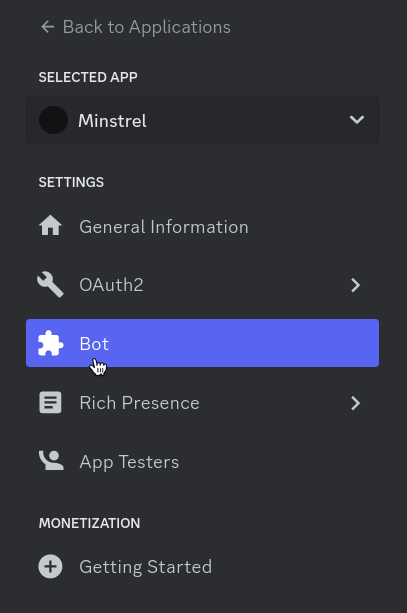 Back to Applications
SELECTED APP
Minstrel
SETTINGS
General Information
OAuth2
Bot
Rich Presence
App Testers
MONETIZATION
Getting Started